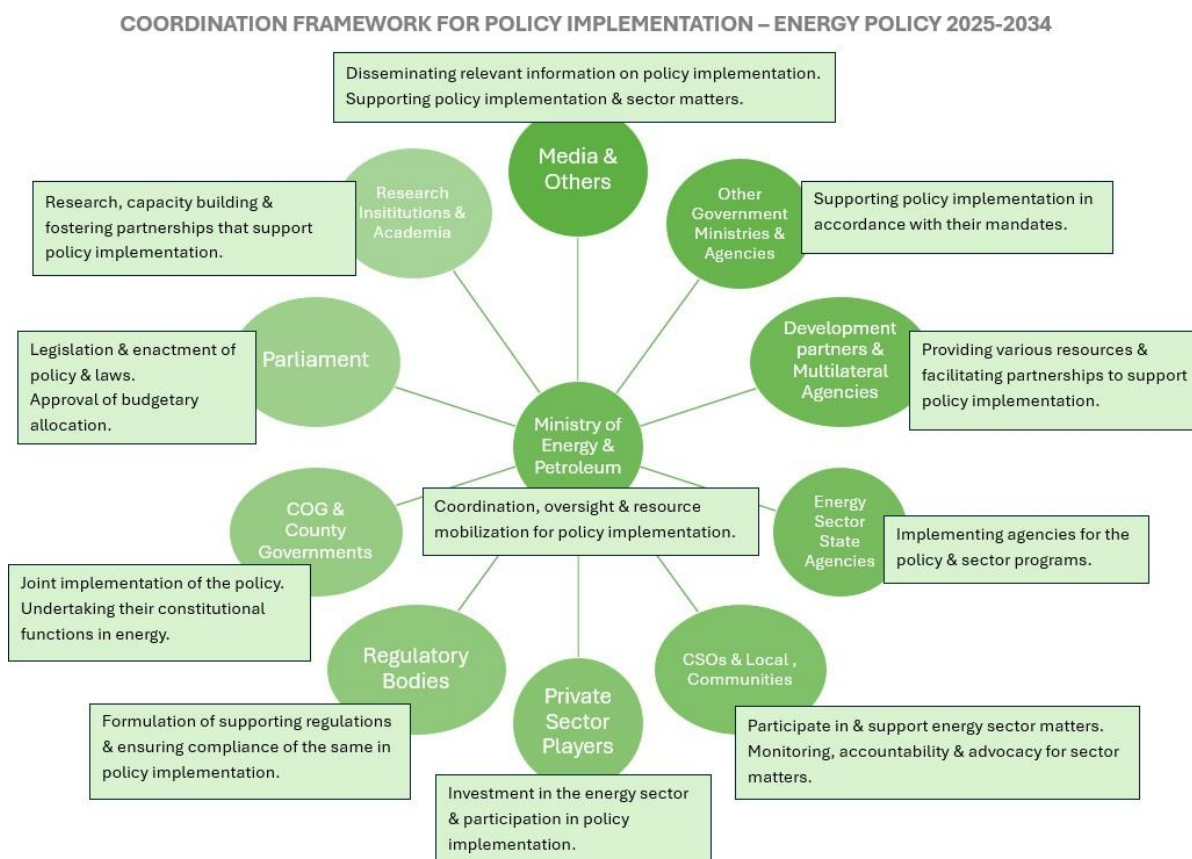 COORDINATION FRAMEWORK FOR POLICY IMPLEMENTATION – ENERGY POLICY 2025-2034
Disseminating relevant information on policy implementation.
Supporting policy implementation & sector matters.
Media &
Others
Other
Government
Ministries &
Agencies
Supporting policy implementation in
accordance with their mandates.
Development
partners &
Multilateral
Agencies
Providing various resources &
facilitating partnerships to support
policy implementation.
Energy
Sector
State
Agencies
Implementing agencies for the
policy & sector programs.
CSOs & Local ,
Communities
Participate in & support energy sector matters.
Monitoring, accountability & advocacy for sector
matters.
Private
Sector
Players
Investment in the energy sector
& participation in policy
implementation.
Regulatory
Bodies
Formulation of supporting regulations
& ensuring compliance of the same in
policy implementation.
COG &
County
Governments
Joint implementation of the policy.
Undertaking their constitutional
functions in energy.
Parliament
Legislation & enactment of
policy & laws.
Approval of budgetary
allocation.
Research
Insititutions &
Academia
Research, capacity building &
fostering partnerships that support
policy implementation.
Ministry of
Energy &
Petroleum
Coordination, oversight & resource
mobilization for policy implementation.